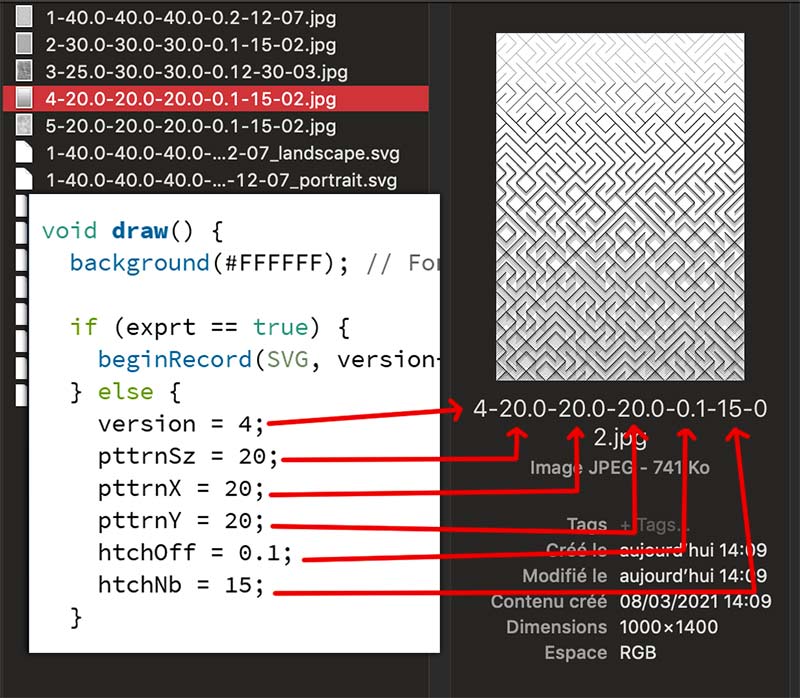 1-40.0-40.0-40.0-0.2-12-07.jpg
2-30.0-30.0-30.0-0.1-15-02.jpg
3-25.0-30.0-30.0-0.12-30-03.jpg
4-20.0-20.0-20.0-0.1-15-02.jpg
5-20.0-20.0-20.0-0.1-15-02.jpg
1-40.0-40.0-40.0-...2-07_landscape.svg
1-40.0-40.0-40.0-...-12-07_portrait.svg
void draw() {
background(#FFFFFF); // For
if (exprt == true) {
beginRecord(SVG, version+
} else {
version = 4;
pttrnSz = 20;
pttrnX = 20;
pttrnY = 20;
htchOff = 0.1;
htchNb = 15;
}
4-20.0-20.0-20.0-0.1-15-0
2.jpg
Image JPEG - 741 Ko
Tags + Tags...
Créé le aujourd'hui 14:09
Modifié le aujourd'hui 14:09
Contenu créé 08/03/2021 14:09
Dimensions 1000×1400
Espace RGB